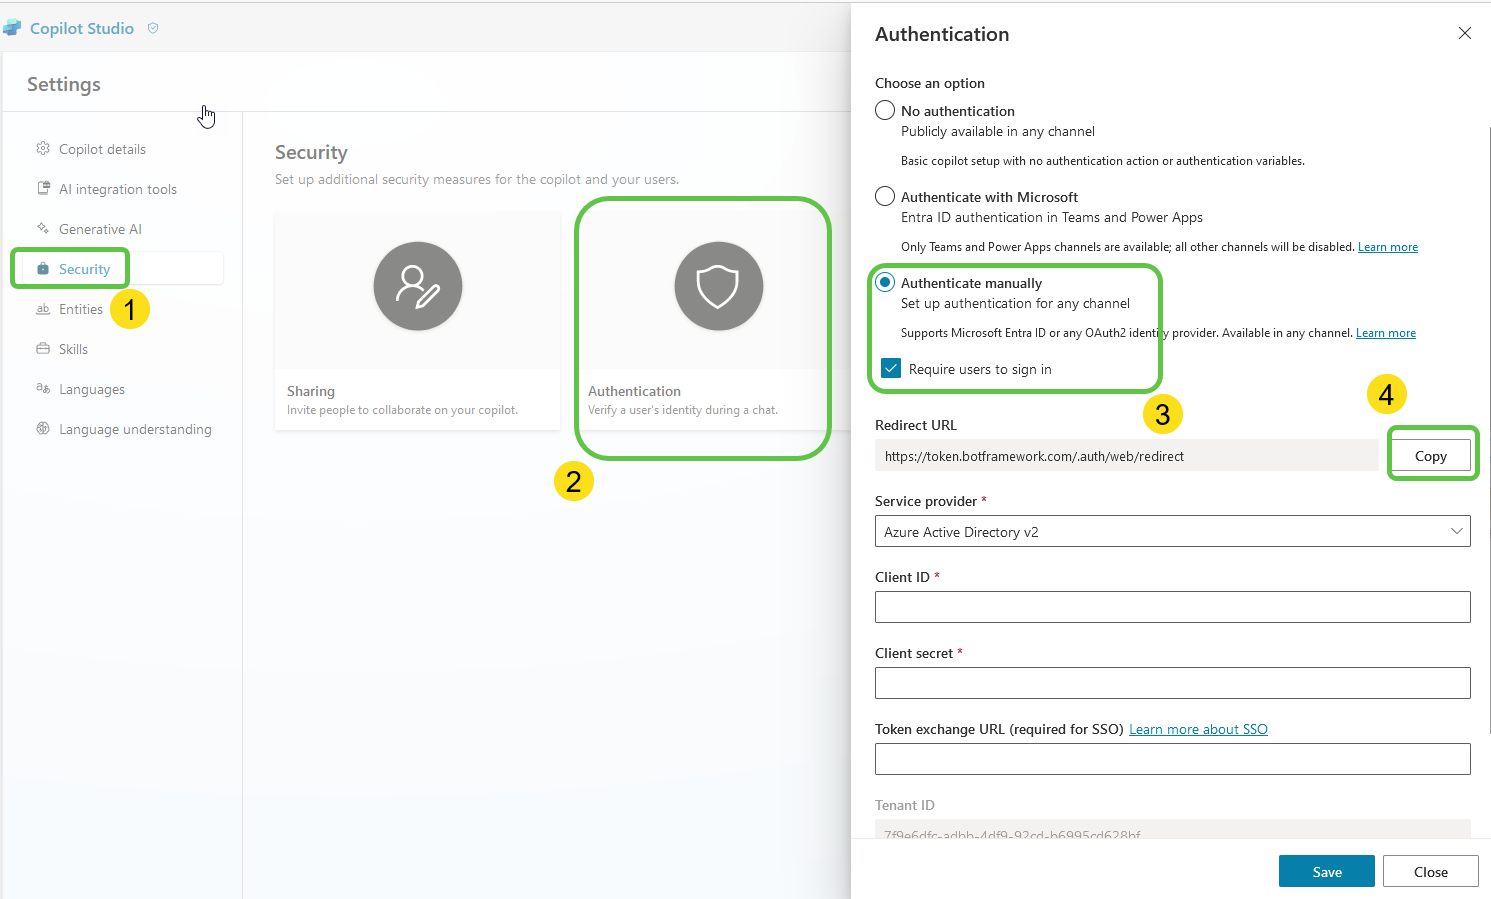 Copilot Studio
Settings
Copilot details
AI integration tools
Generative AI
Security
1
Entities
Skills
Languages
Language understanding
Security
Set up additional security measures for the copilot and your users.
Sharing
Invite people to collaborate on your copilot.
Authentication
Verify a user's identity during a chat.
2
Authentication
Choose an option
No authentication
Publicly available in any channel
Basic copilot setup with no authentication action or authentication variables.
Authenticate with Microsoft
Entra ID authentication in Teams and Power Apps
Only Teams and Power Apps channels are available; all other channels will be disabled. Learn more
Authenticate manually
Set up authentication for any channel
Supports Microsoft Entra ID or any OAuth2 identity provider. Available in any channel. Learn more
Require users to sign in
3
4
Redirect URL
https://token.botframework.com/.auth/web/redirect
Copy
Service provider *
Azure Active Directory v2
Client ID *
Client secret *
Token exchange URL (required for SSO) Learn more about SSO
Tenant ID
7f9e6dfc-adbb-4df9-92cd-b6995cd628bf
Save
Close